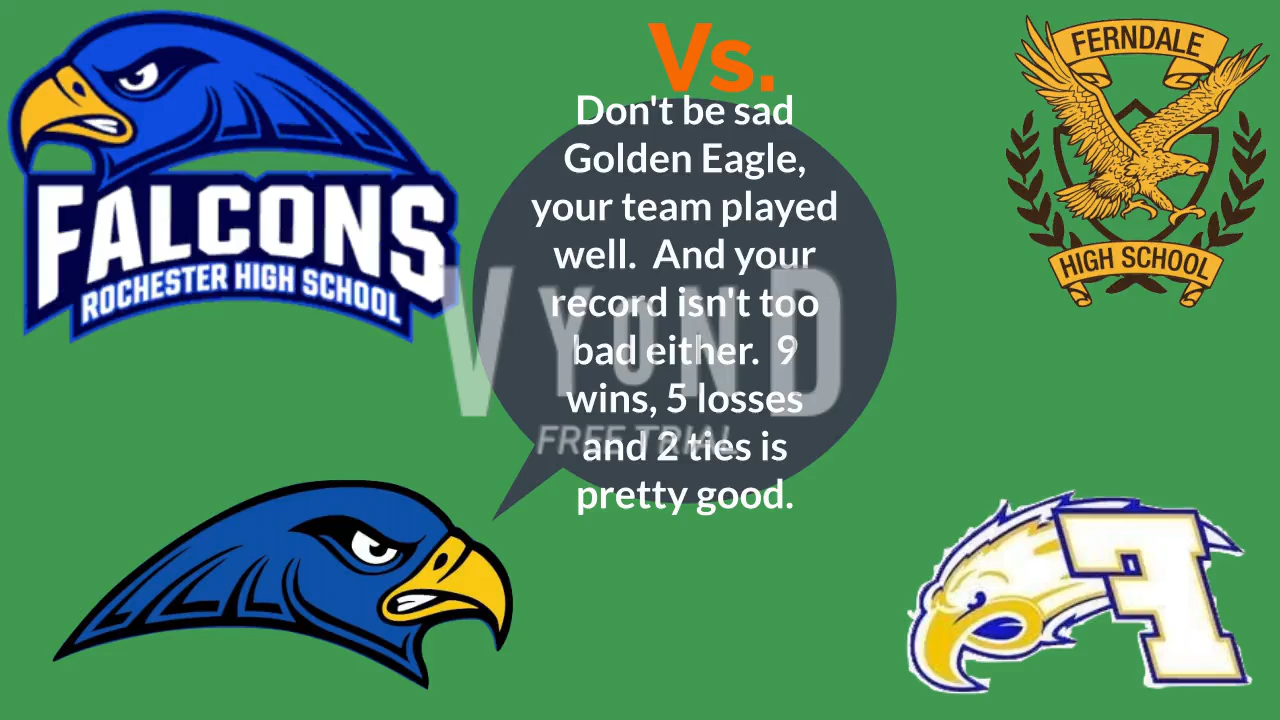 FALCONS
ROCHESTER HIGH SCHOOL
Vs.
FERNDALE
HIGH SCHOOL
Don't be sad
Golden Eagle,
your team played
well.  And your
record isn't too
bad either.  9
wins, 5 losses
and 2 ties is
pretty good.
VYOND
FREE TRIAL
F